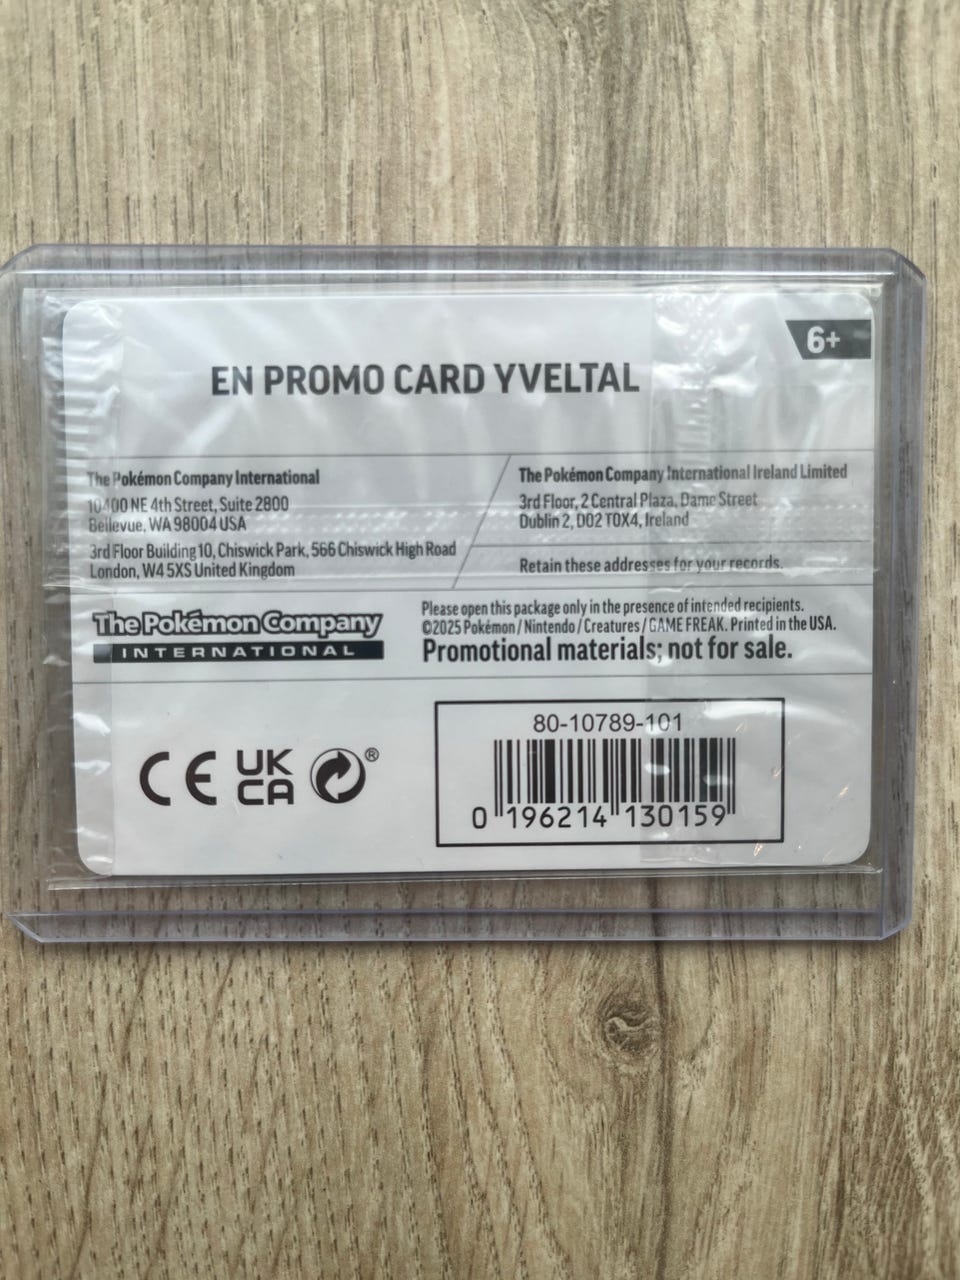 6+
EN PROMO CARD YVELTAL
The Pokémon Company International
10400 NE 4th Street, Suite 2800
Bellevue, WA 98004 USA
3rd Floor Building 10, Chiswick Park, 566 Chiswick High Road
London, W4 5XS United Kingdom
The Pokémon Company International Ireland Limited
3rd Floor, 2 Central Plaza, Dame Street
Dublin 2, D02 T0X4, Ireland
Retain these addresses for your records.
The Pokémon Company
INTERNATIONAL
Please open this package only in the presence of intended recipients.
©2025 Pokémon / Nintendo / Creatures / GAME FREAK. Printed in the USA.
Promotional materials; not for sale.
CE
UK
CA
®
80-10789-101
0 196214 130159